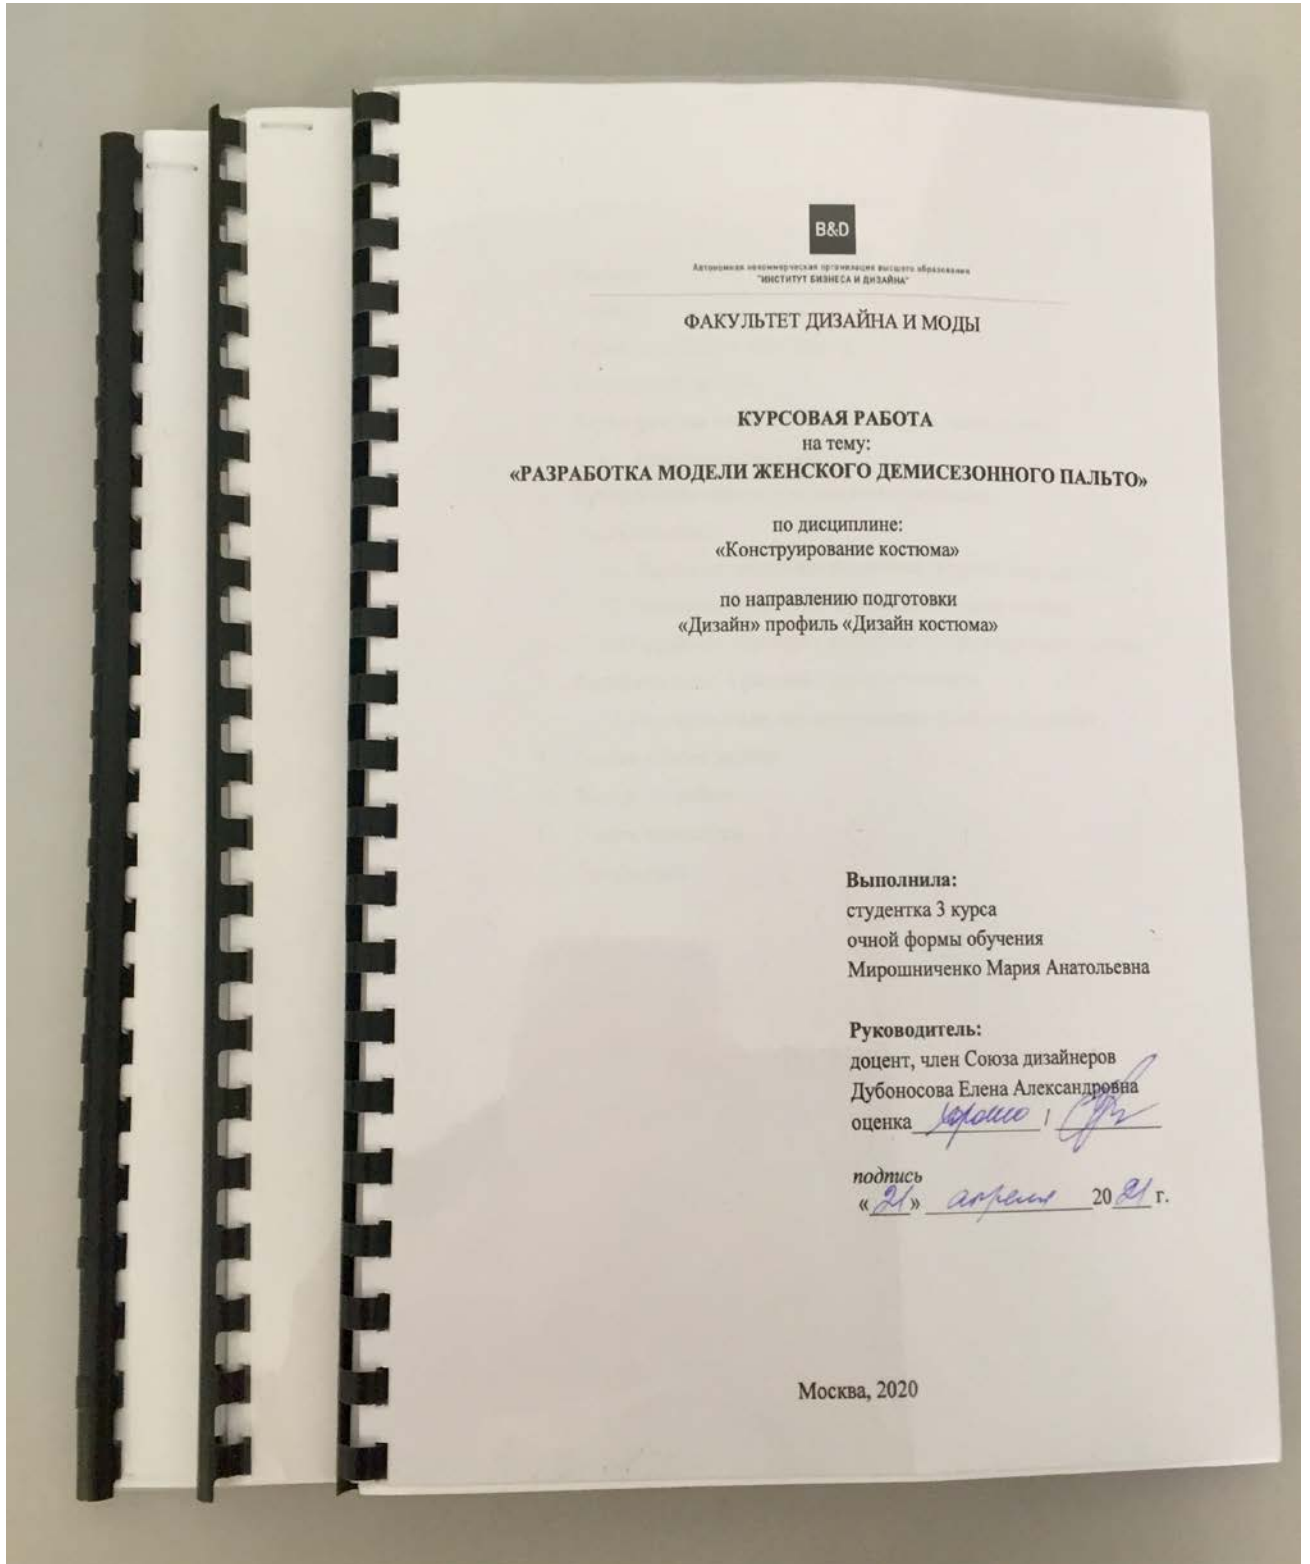 B&D
Автономная некоммерческая организация высшего образования
"ИНСТИТУТ БИЗНЕСА И ДИЗАЙНА"
ФАКУЛЬТЕТ ДИЗАЙНА И МОДЫ
КУРСОВАЯ РАБОТА
на тему:
«РАЗРАБОТКА МОДЕЛИ ЖЕНСКОГО ДЕМИСЕЗОННОГО ПАЛЬТО»
по дисциплине:
«Конструирование костюма»
по направлению подготовки
«Дизайн» профиль «Дизайн костюма»
Выполнила:
студентка 3 курса
очной формы обучения
Мирошниченко Мария Анатольевна
Руководитель:
доцент, член Союза дизайнеров
Дубоносова Елена Александровна
оценка хорошо /
подпись
«21» апреля 2021 г.
Москва, 2020